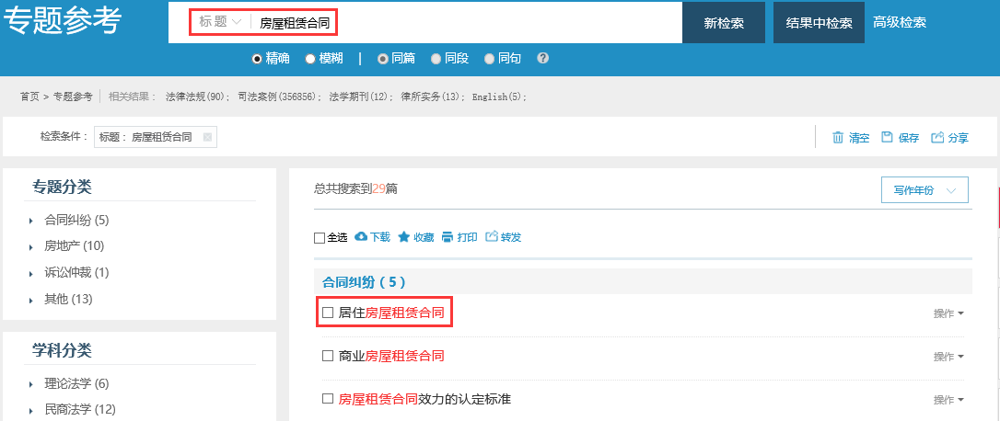 专题参考
标题 房屋租赁合同 新检索 结果中检索 高级检索
精确 模糊 | 同篇 同段 同句 ?
首页 > 专题参考 | 相关结果： 法律法规(90); 司法案例(356856); 法学期刊(12); 律所实务(13); English(5);
检索条件： 标题： 房屋租赁合同 清空 保存 分享
专题分类
合同纠纷 (5)
房地产 (10)
诉讼仲裁 (1)
其他 (13)
学科分类
理论法学 (6)
民商法学 (12)
总共搜索到29篇 写作年份
全选 下载 收藏 打印 转发
合同纠纷（5）
居住房屋租赁合同 操作
商业房屋租赁合同 操作
房屋租赁合同效力的认定标准 操作